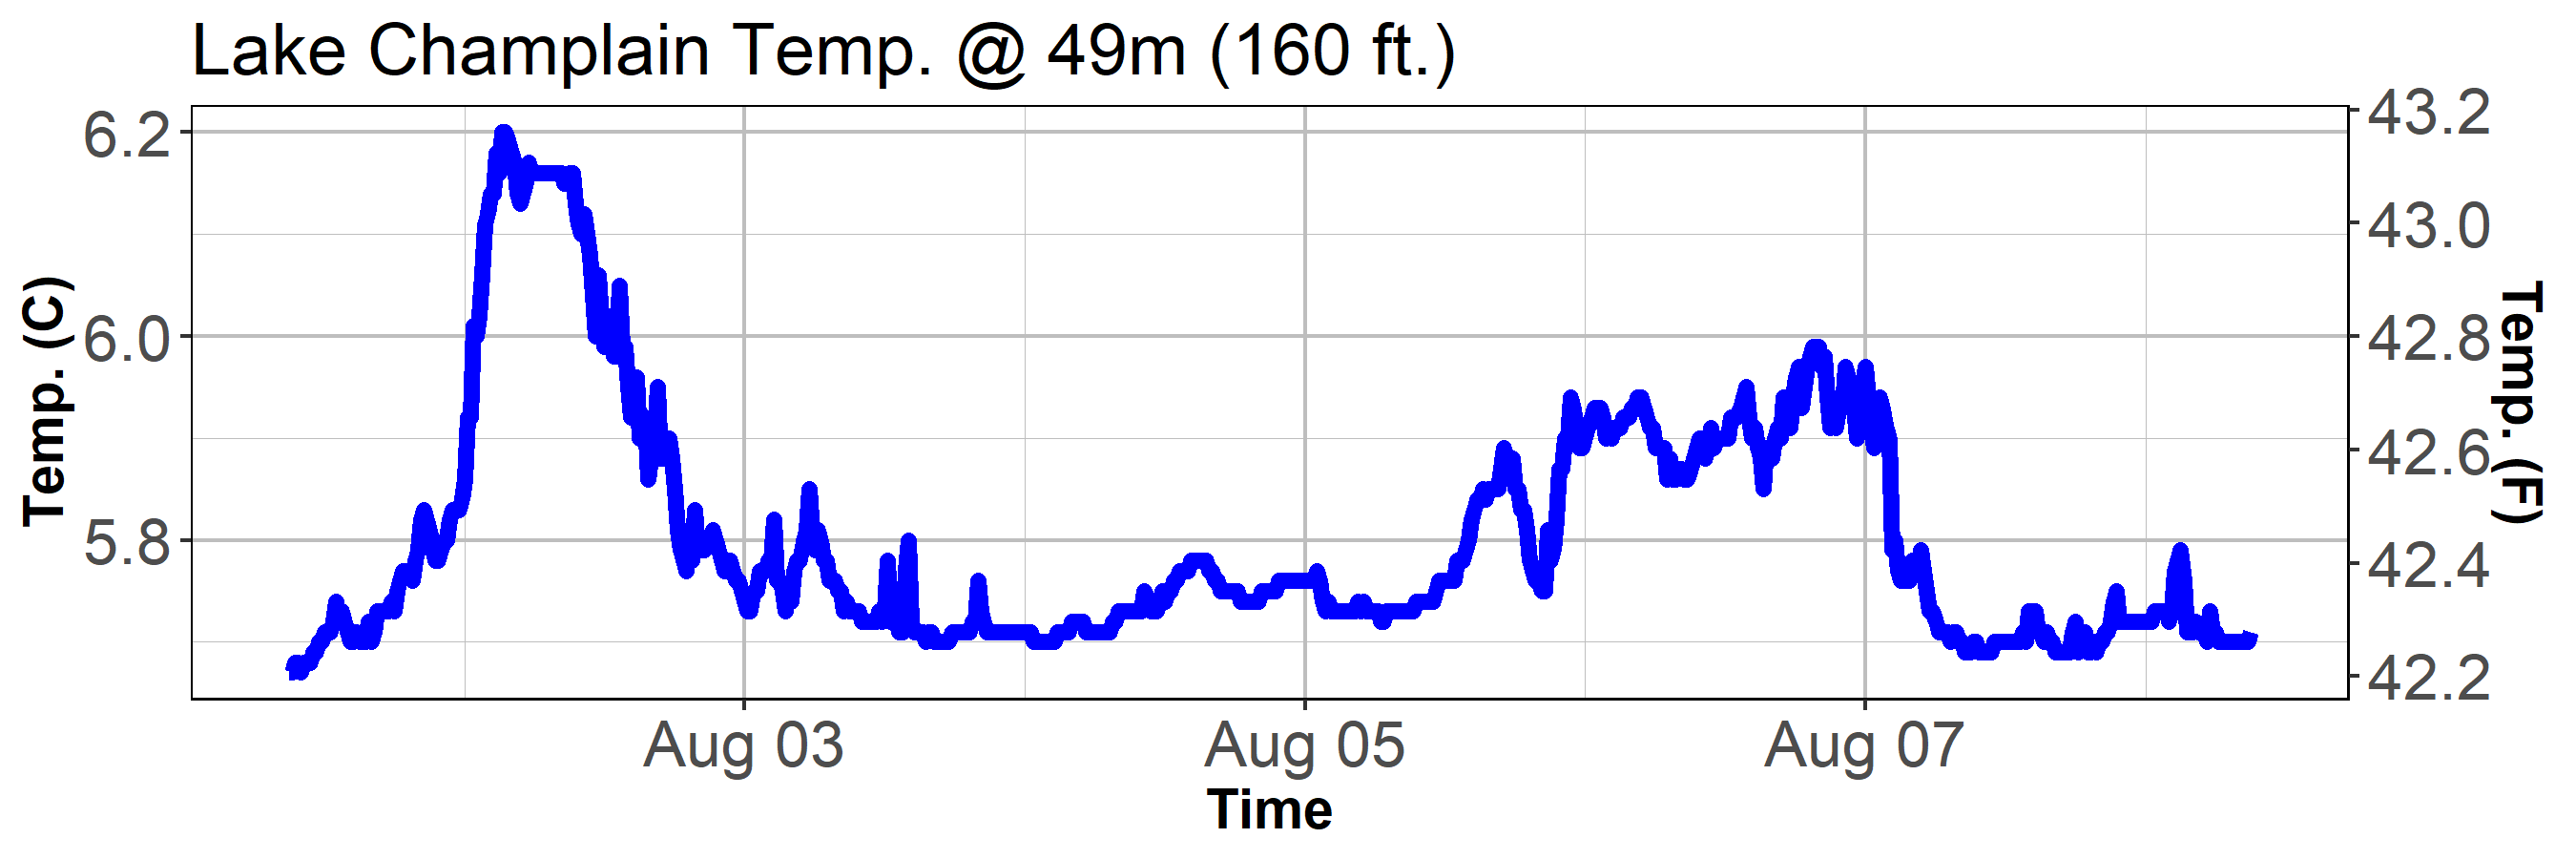 Lake Champlain Temp. @ 49m (160 ft.)
6.2
6.0
5.8
Temp. (C)
43.2
43.0
42.8
42.6
42.4
42.2
Temp. (F)
Aug 03 Aug 05 Aug 07
Time